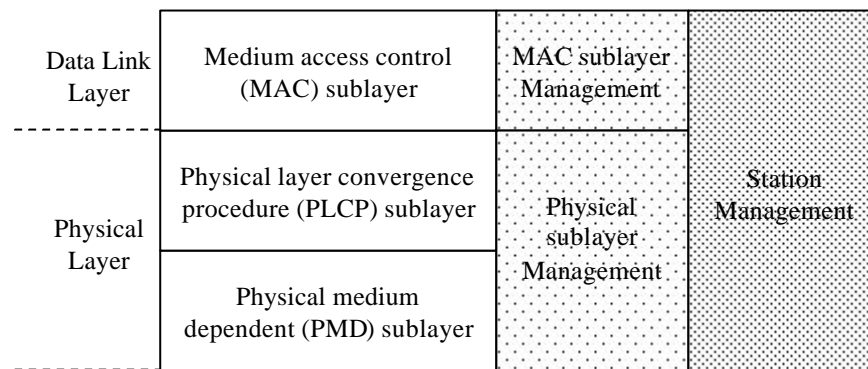 Data Link
Layer
Medium access control
(MAC) sublayer
MAC sublayer
Management
Physical layer convergence
procedure (PLCP) sublayer
Physical
Layer
Physical medium
dependent (PMD) sublayer
Physical
sublayer
Management
Station
Management